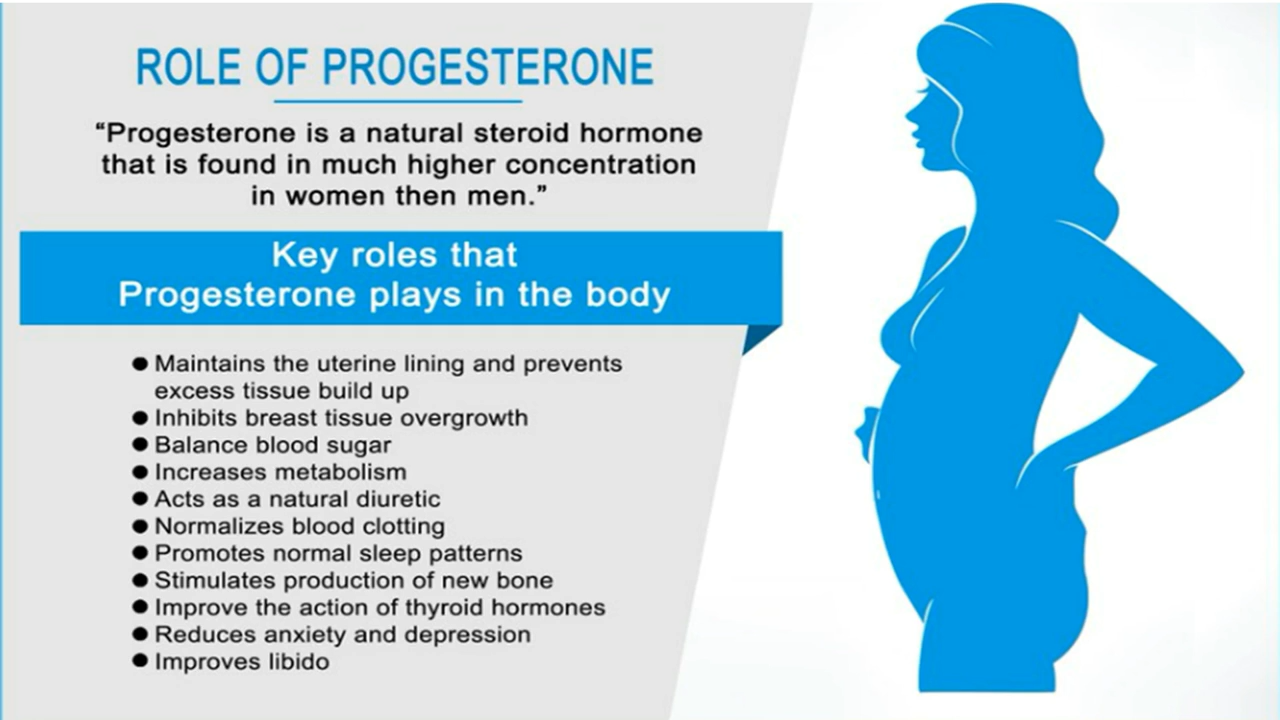 ROLE OF PROGESTERONE
“Progesterone is a natural steroid hormone
that is found in much higher concentration
in women then men.”
Key roles that
Progesterone plays in the body
● Maintains the uterine lining and prevents
excess tissue build up
● Inhibits breast tissue overgrowth
● Balance blood sugar
● Increases metabolism
● Acts as a natural diuretic
● Normalizes blood clotting
● Promotes normal sleep patterns
● Stimulates production of new bone
● Improve the action of thyroid hormones
● Reduces anxiety and depression
● Improves libido